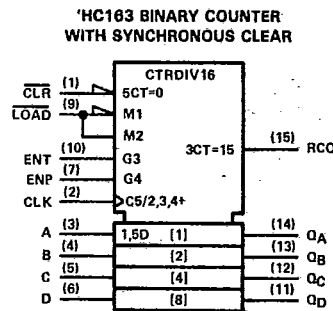 'HC163 BINARY COUNTER
WITH SYNCHRONOUS CLEAR
CTRDIV16
CLR (1) 5CT=0
LOAD (9) M1
M2
3CT=15 (15) RCO
ENT (10) G3
ENP (7) G4
CLK (2) C5/2,3,4+
A (3) 1,5D [1] (14) QA
B (4) [2] (13) QB
C (5) [4] (12) QC
D (6) [8] (11) QD